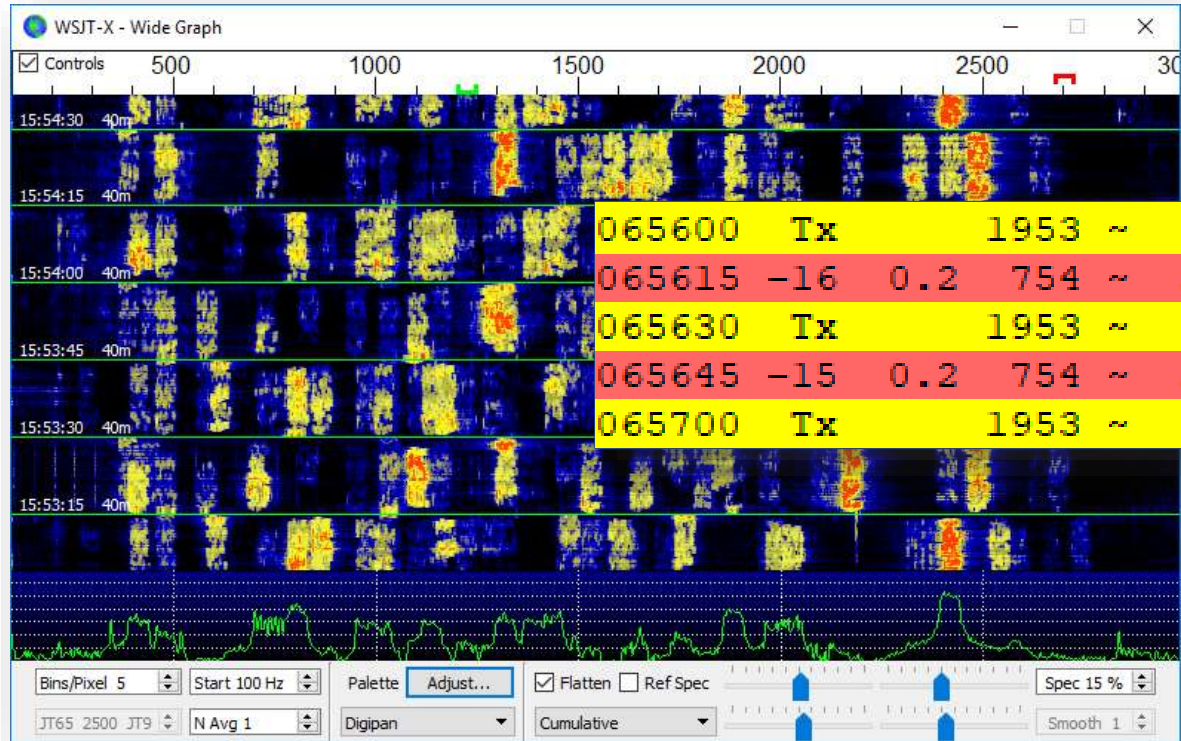 WSJT-X - Wide Graph
Controls 500 1000 1500 2000 2500 30
15:54:30 40m
15:54:15 40m
065600 Tx 1953 ~
15:54:00 40m
065615 -16 0.2 754 ~
065630 Tx 1953 ~
15:53:45 40m
065645 -15 0.2 754 ~
15:53:30 40m
065700 Tx 1953 ~
15:53:15 40m
Bins/Pixel 5 Start 100 Hz Palette Adjust... Flatten Ref Spec Spec 15 %
JT65 2500 JT9 N Avg 1 Digipan Cumulative Smooth 1